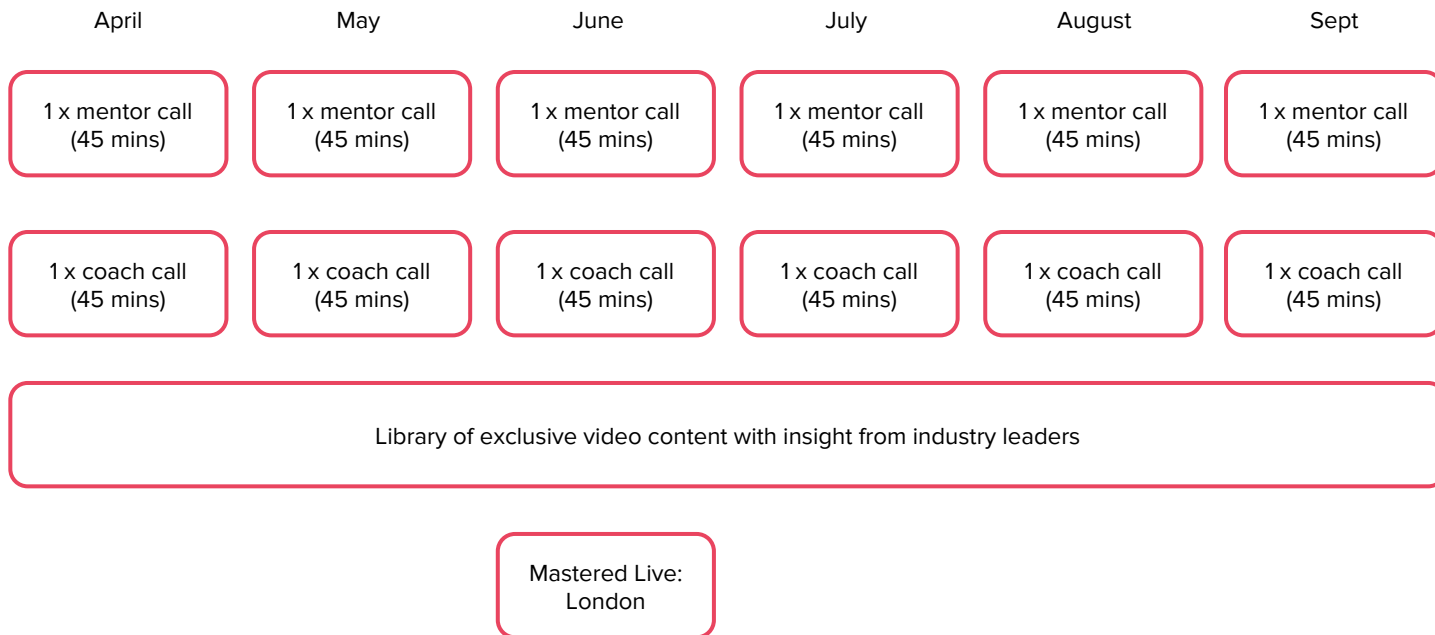 April
May
June
July
August
Sept
1 x mentor call
(45 mins)
1 x mentor call
(45 mins)
1 x mentor call
(45 mins)
1 x mentor call
(45 mins)
1 x mentor call
(45 mins)
1 x mentor call
(45 mins)
1 x coach call
(45 mins)
1 x coach call
(45 mins)
1 x coach call
(45 mins)
1 x coach call
(45 mins)
1 x coach call
(45 mins)
1 x coach call
(45 mins)
Library of exclusive video content with insight from industry leaders
Mastered Live:
London